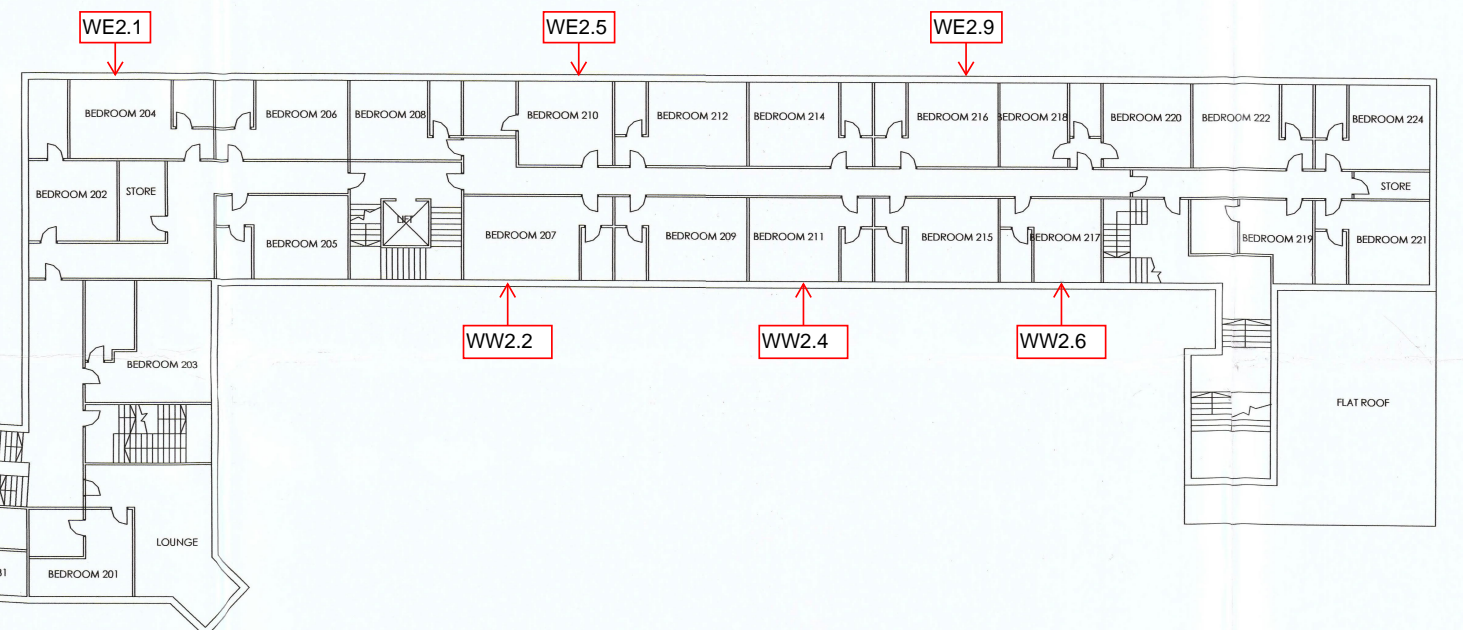 WE2.1
WE2.5
WE2.9
BEDROOM 204
BEDROOM 206
BEDROOM 208
BEDROOM 210
BEDROOM 212
BEDROOM 214
BEDROOM 216
BEDROOM 218
BEDROOM 220
BEDROOM 222
BEDROOM 224
BEDROOM 202
STORE
STORE
LIFT
BEDROOM 205
BEDROOM 207
BEDROOM 209
BEDROOM 211
BEDROOM 215
BEDROOM 217
BEDROOM 219
BEDROOM 221
WW2.2
WW2.4
WW2.6
BEDROOM 203
FLAT ROOF
LOUNGE
BEDROOM 201